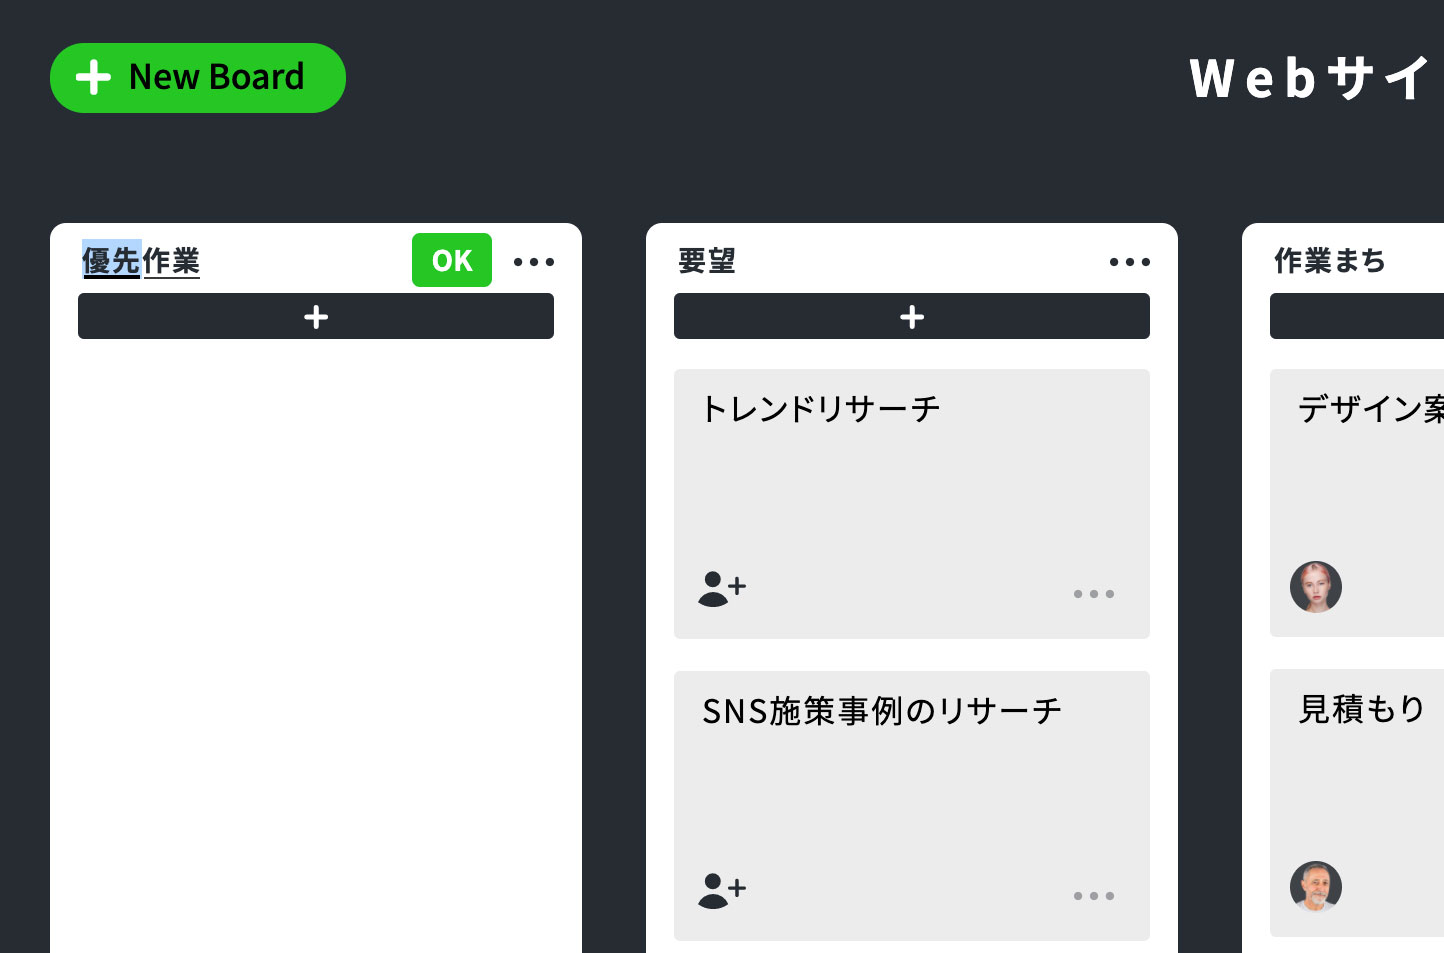 New Board
Webサイ
優先作業
OK
要望
トレンドリサーチ
SNS施策事例のリサーチ
作業まち
デザイン案
見積もり